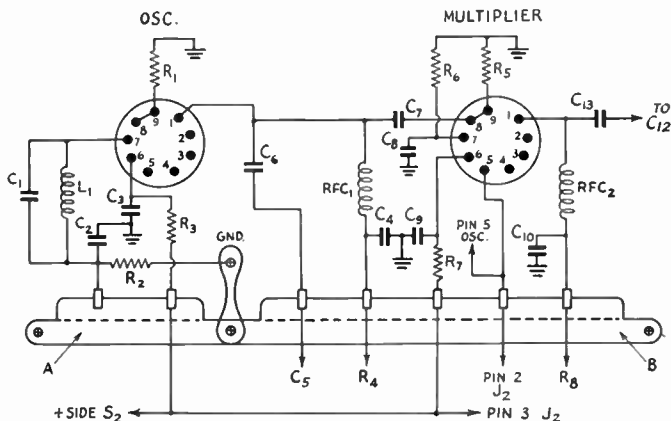 OSC.
MULTIPLIER
R1
R6
R5
9
1
8
2
7
3
6
5
4
C7
9
1
8
2
7
3
6
5
4
C13
TO
C12
C1
L1
C3
C2
R3
C6
RFC1
C8
C4
C9
R7
PIN 5
OSC.
RFC2
C10
R2
GND.
A
C5
R4
PIN 2
J2
R8
B
+ SIDE S2
PIN 3 J2